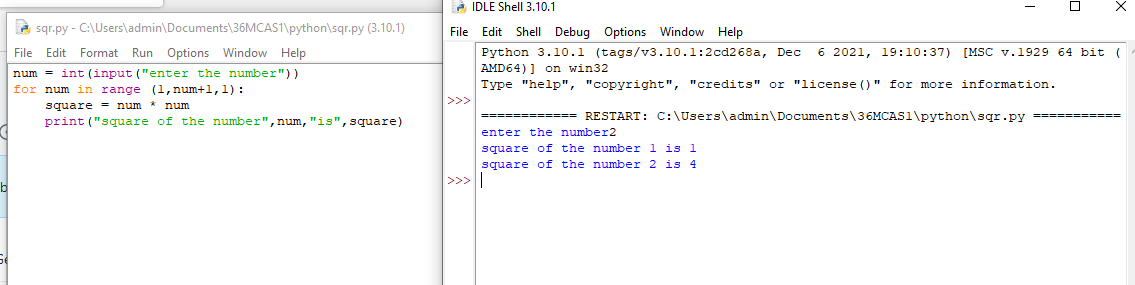 sqr.py - C:\Users\admin\Documents\36MCAS1\python\sqr.py (3.10.1)
File Edit Format Run Options Window Help
num = int(input("enter the number"))
for num in range (1,num+1,1):
    square = num * num
    print("square of the number",num,"is",square)
IDLE Shell 3.10.1
File Edit Shell Debug Options Window Help
Python 3.10.1 (tags/v3.10.1:2cd268a, Dec  6 2021, 19:10:37) [MSC v.1929 64 bit (
AMD64)] on win32
Type "help", "copyright", "credits" or "license()" for more information.
>>>
============ RESTART: C:\Users\admin\Documents\36MCAS1\python\sqr.py ===========
enter the number2
square of the number 1 is 1
square of the number 2 is 4
>>>